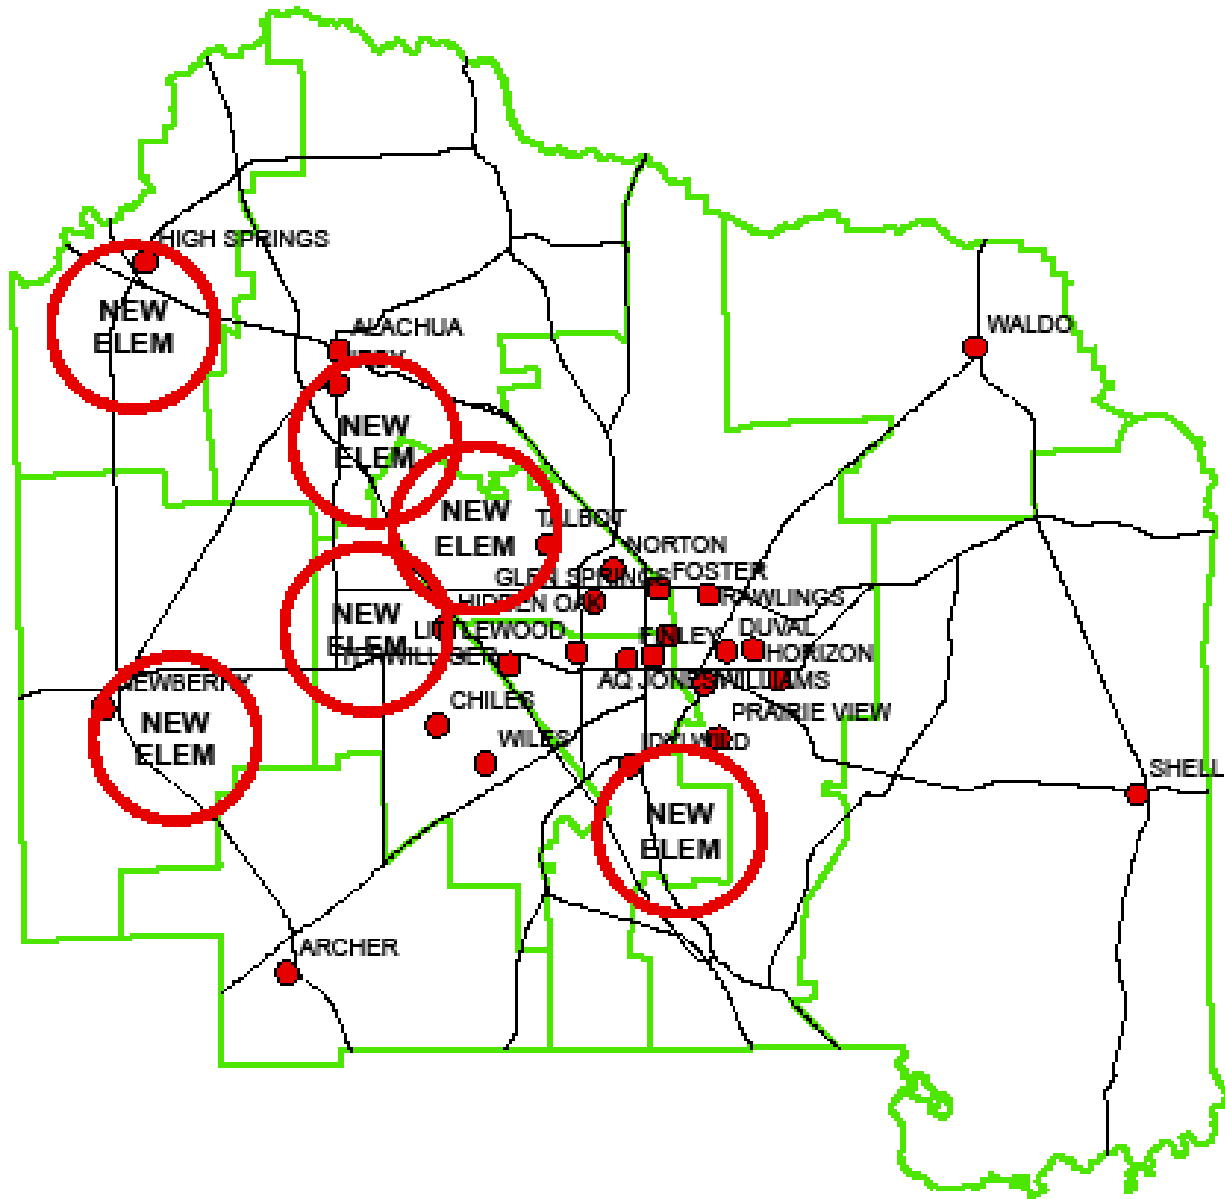 HIGH SPRINGS
NEW
ELEM
ALACHUA
WALDO
NEW
ELEM
NEW
ELEM
TALBOT
NORTON
GLEN SPRINGS
FOSTER
HIDDEN OAK
RAWLINGS
NEW
ELEM
LITTLEWOOD
FINLEY
DUVAL
TERWILLIGER
HORIZON
NEWBERRY
AQ JONES
WILLIAMS
CHILES
PRAIRIE VIEW
NEW
ELEM
WILES
IDYLWILD
SHELL
NEW
ELEM
ARCHER